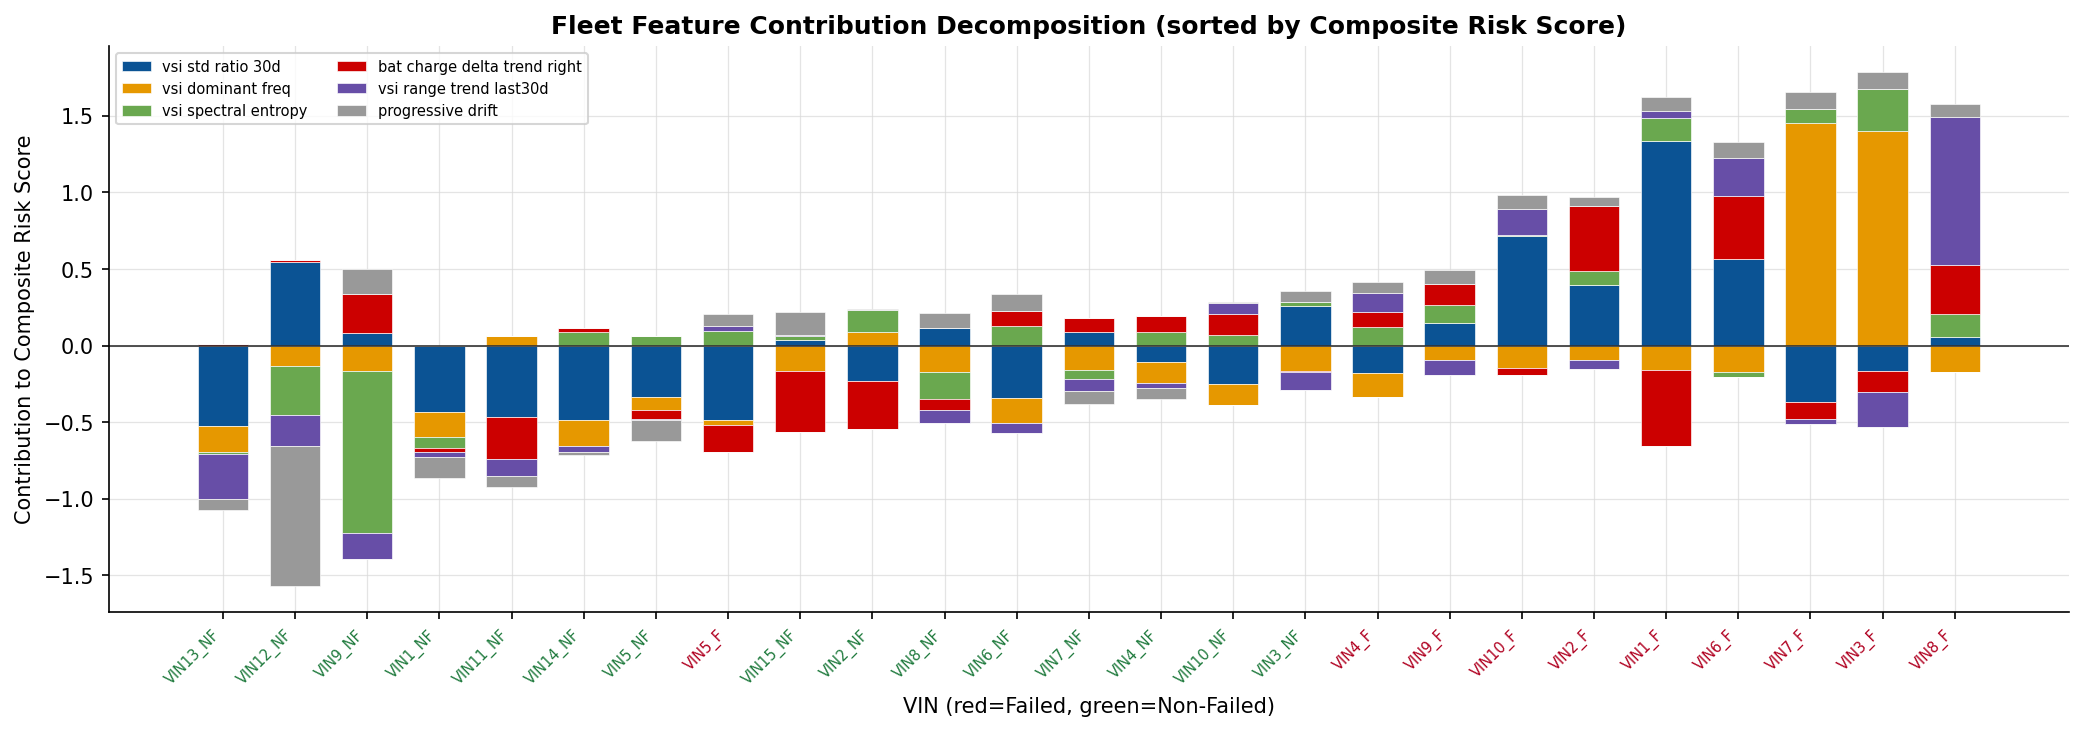 Fleet Feature Contribution Decomposition (sorted by Composite Risk Score)
vsi std ratio 30d
vsi dominant freq
vsi spectral entropy
bat charge delta trend right
vsi range trend last30d
progressive drift
Contribution to Composite Risk Score
1.5
1.0
0.5
0.0
−0.5
−1.0
−1.5
VIN13_NF
VIN12_NF
VIN9_NF
VIN1_NF
VIN11_NF
VIN14_NF
VIN5_NF
VIN5_F
VIN15_NF
VIN2_NF
VIN8_NF
VIN6_NF
VIN7_NF
VIN4_NF
VIN10_NF
VIN3_NF
VIN4_F
VIN9_F
VIN10_F
VIN2_F
VIN1_F
VIN6_F
VIN7_F
VIN3_F
VIN8_F
VIN (red=Failed, green=Non-Failed)